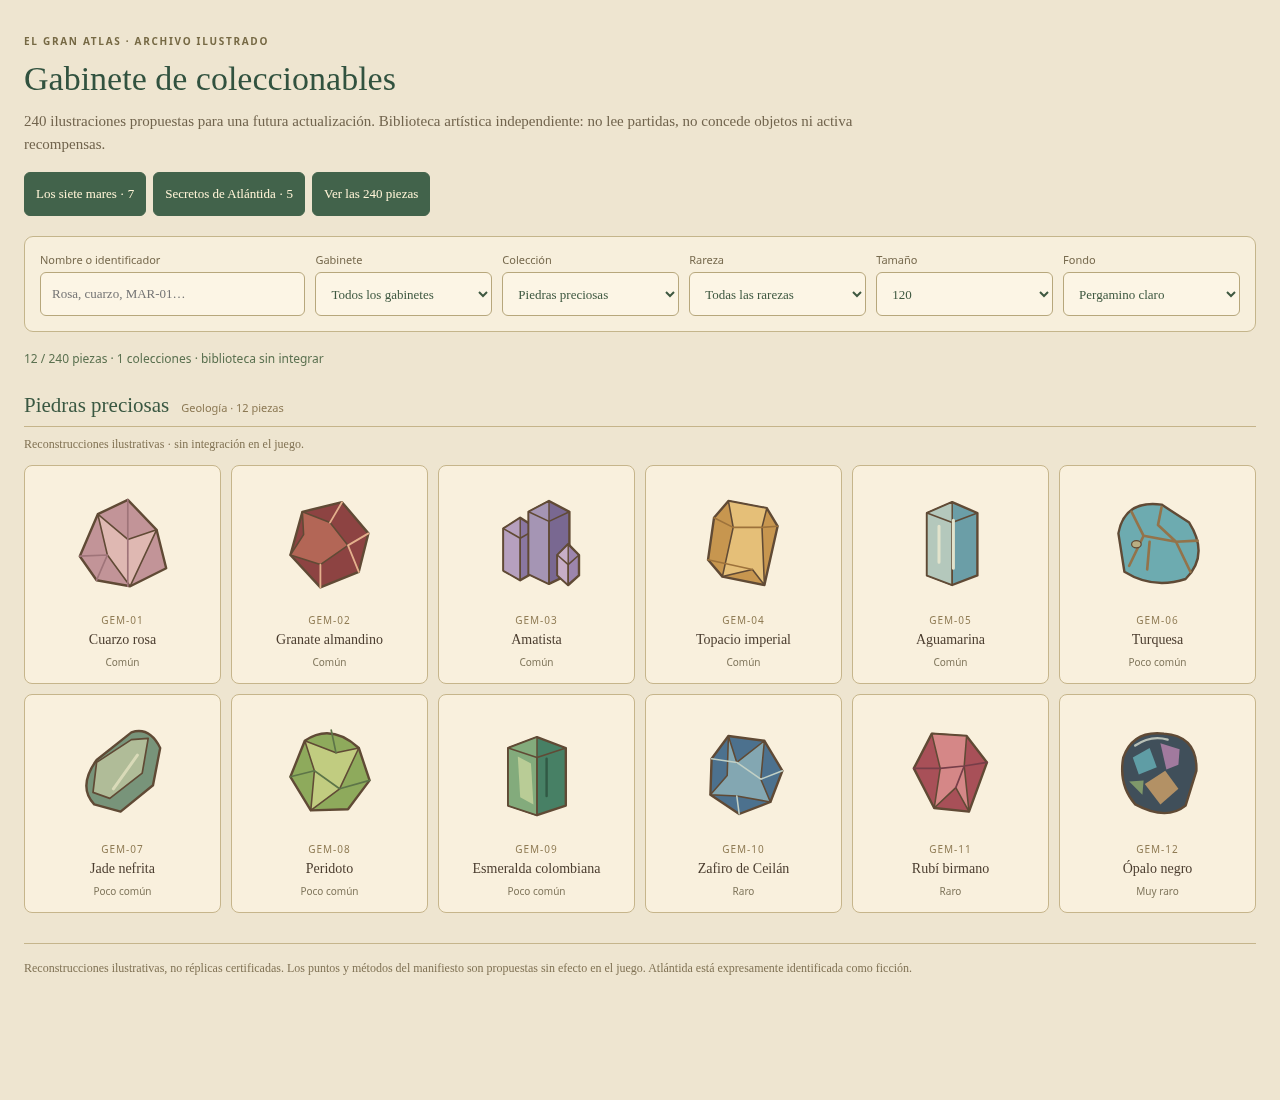 EL GRAN ATLAS · ARCHIVO ILUSTRADO
Gabinete de coleccionables
240 ilustraciones propuestas para una futura actualización. Biblioteca artística independiente: no lee partidas, no concede objetos ni activa
recompensas.
Los siete mares · 7
Secretos de Atlántida · 5
Ver las 240 piezas
Nombre o identificador
Gabinete
Colección
Rareza
Tamaño
Fondo
Rosa, cuarzo, MAR-01…
Todos los gabinetes
Piedras preciosas
Todas las rarezas
120
Pergamino claro
12 / 240 piezas · 1 colecciones · biblioteca sin integrar
Piedras preciosas
Geología · 12 piezas
Reconstrucciones ilustrativas · sin integración en el juego.
GEM-01
Cuarzo rosa
Común
GEM-02
Granate almandino
Común
GEM-03
Amatista
Común
GEM-04
Topacio imperial
Común
GEM-05
Aguamarina
Común
GEM-06
Turquesa
Poco común
GEM-07
Jade nefrita
Poco común
GEM-08
Peridoto
Poco común
GEM-09
Esmeralda colombiana
Poco común
GEM-10
Zafiro de Ceilán
Raro
GEM-11
Rubí birmano
Raro
GEM-12
Ópalo negro
Muy raro
Reconstrucciones ilustrativas, no réplicas certificadas. Los puntos y métodos del manifiesto son propuestas sin efecto en el juego. Atlántida está expresamente identificada como ficción.